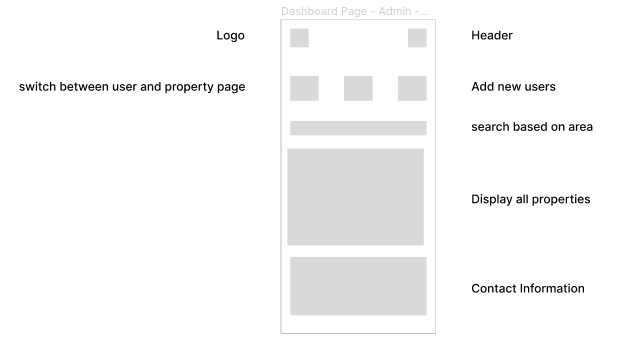 Dashboard Page - Admin -...
Logo
Header
switch between user and property page
Add new users
search based on area
Display all properties
Contact Information